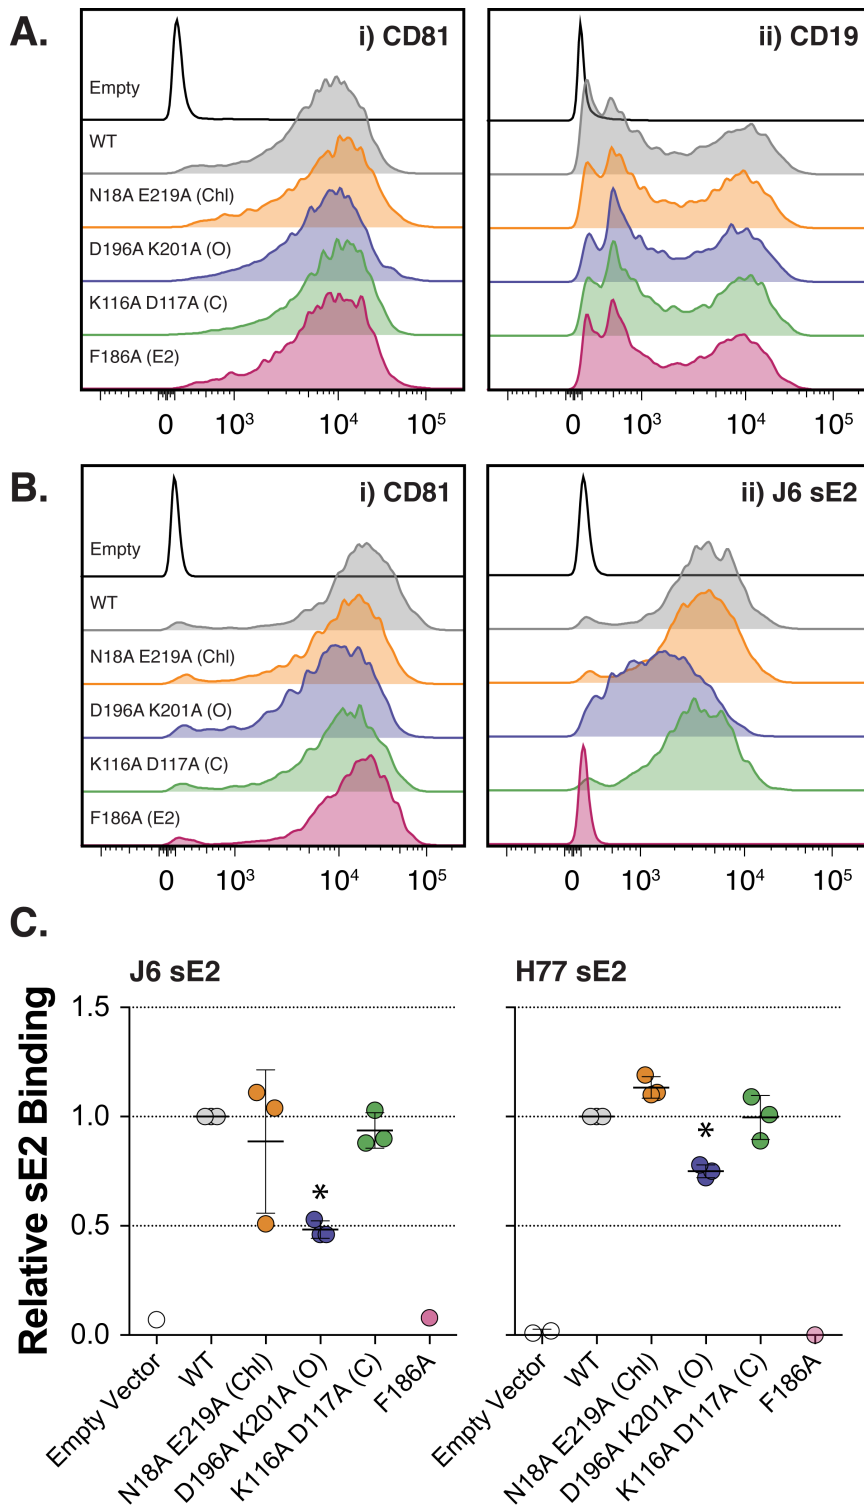 A.
i) CD81
ii) CD19
Empty
WT
N18A E219A (Chl)
D196A K201A (O)
K116A D117A (C)
F186A (E2)
0 10³ 10⁴ 10⁵
0 10³ 10⁴ 10⁵
B.
i) CD81
ii) J6 sE2
Empty
WT
N18A E219A (Chl)
D196A K201A (O)
K116A D117A (C)
F186A (E2)
0 10³ 10⁴ 10⁵
0 10³ 10⁴ 10⁵
C.
J6 sE2
H77 sE2
Relative sE2 Binding
1.5
1.0
0.5
0.0
*
*
Empty Vector
WT
N18A E219A (Chl)
D196A K201A (O)
K116A D117A (C)
F186A
Empty Vector
WT
N18A E219A (Chl)
D196A K201A (O)
K116A D117A (C)
F186A